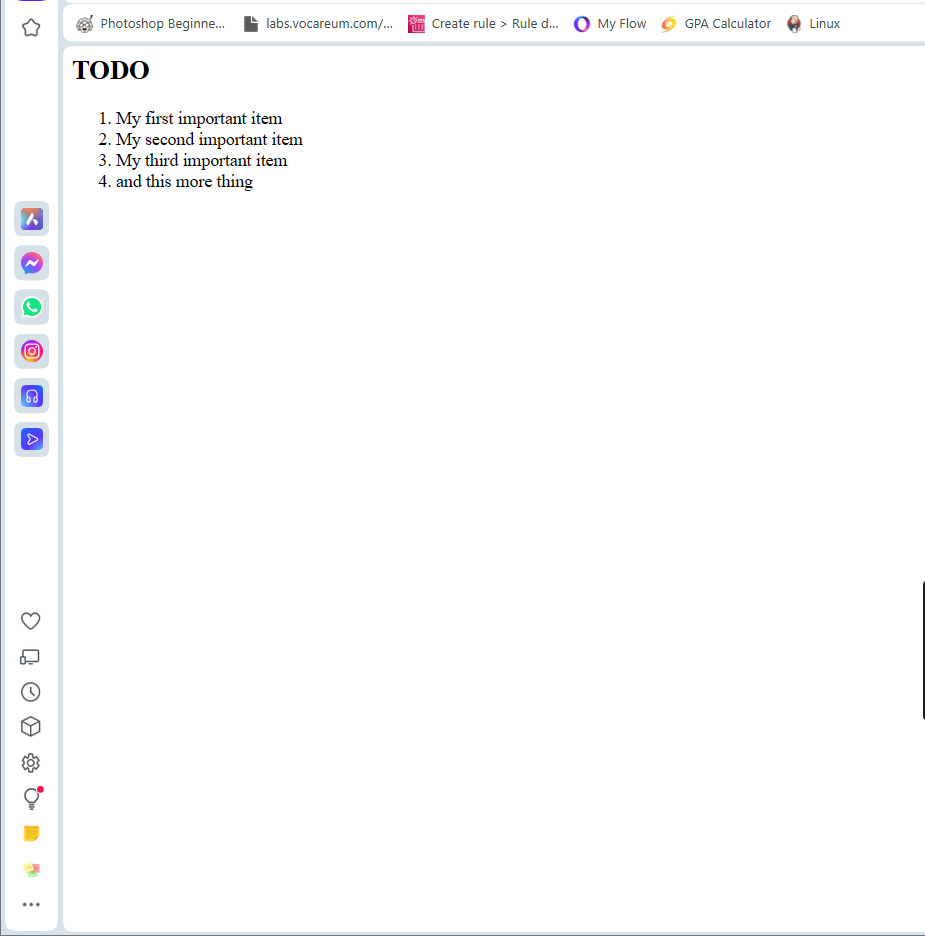 Photoshop Beginne... labs.vocareum.com/... Create rule > Rule d... My Flow GPA Calculator Linux
TODO
1. My first important item
2. My second important item
3. My third important item
4. and this more thing